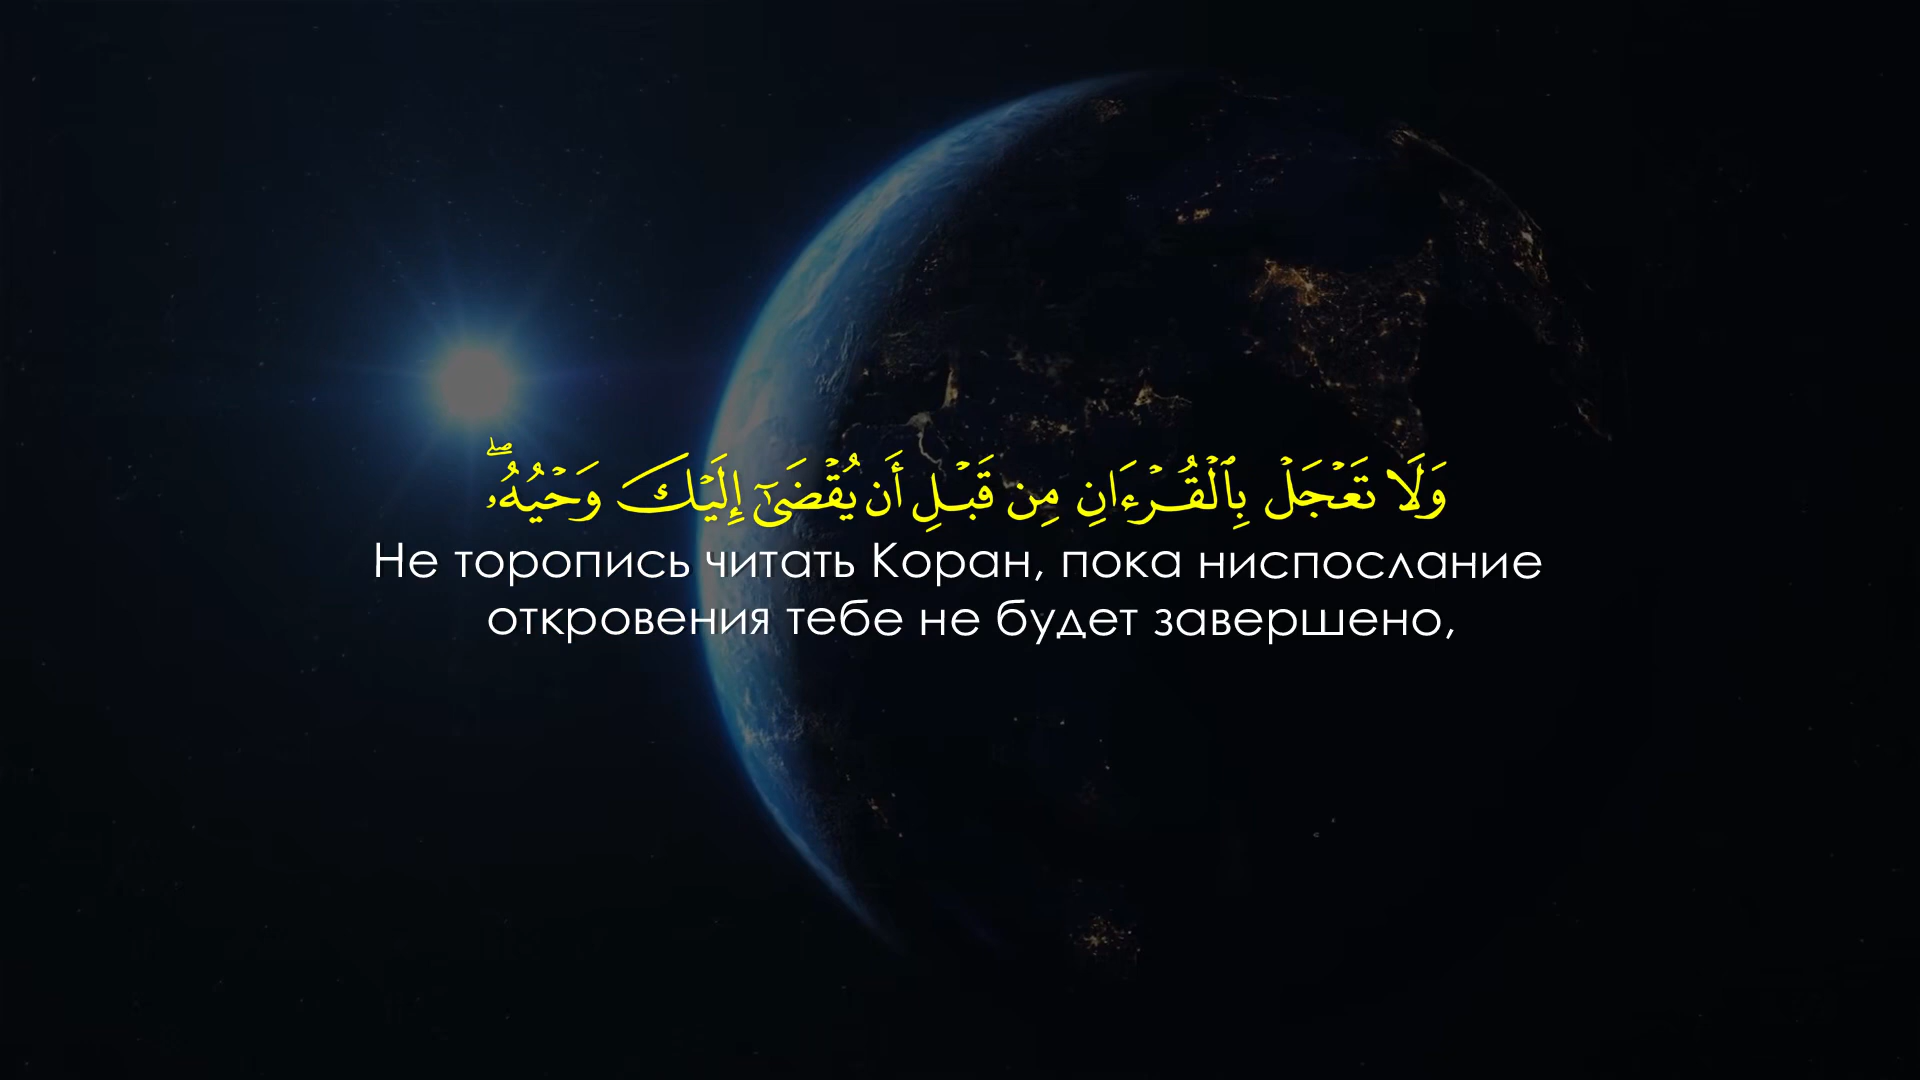 وَلَا تَعْجَلْ بِٱلْقُرْءَانِ مِن قَبْلِ أَن يُقْضَىٰٓ إِلَيْكَ وَحْيُهُۥۖ
Не торопись читать Коран, пока ниспослание
откровения тебе не будет завершено,